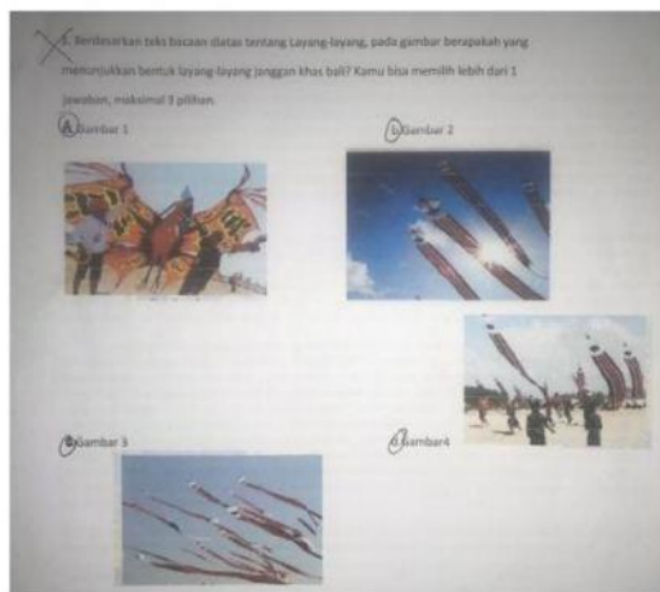 5. Berdasarkan teks bacaan diatas tentang Layang-layang, pada gambar berapakah yang
menunjukkan bentuk layang-layang janggan khas bali? Kamu bisa memilih lebih dari 1
jawaban, maksimal 3 pilihan.
A Gambar 1
b Gambar 2
Gambar 3
d. Gambar4